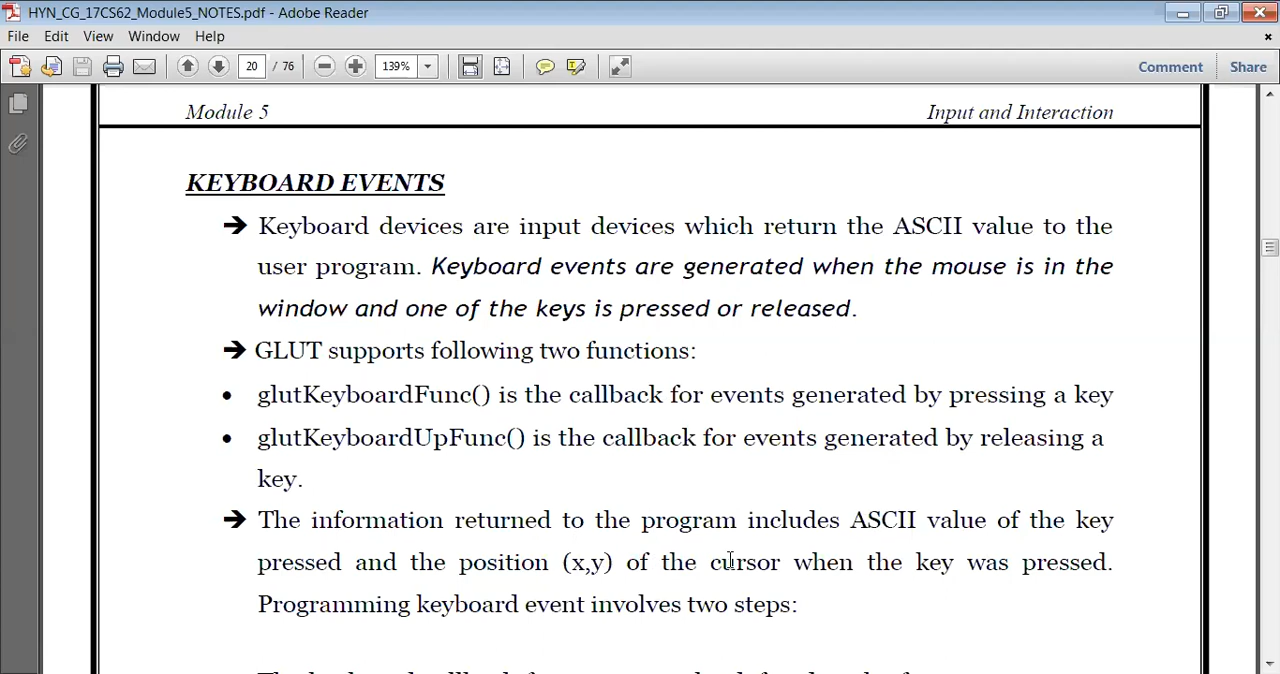 HYN_CG_17CS62_Module5_NOTES.pdf - Adobe Reader
File Edit View Window Help
20 / 76 139% Comment Share
Module 5 Input and Interaction
KEYBOARD EVENTS
➔ Keyboard devices are input devices which return the ASCII value to the
user program. Keyboard events are generated when the mouse is in the
window and one of the keys is pressed or released.
➔ GLUT supports following two functions:
• glutKeyboardFunc() is the callback for events generated by pressing a key
• glutKeyboardUpFunc() is the callback for events generated by releasing a
key.
➔ The information returned to the program includes ASCII value of the key
pressed and the position (x,y) of the cursor when the key was pressed.
Programming keyboard event involves two steps: